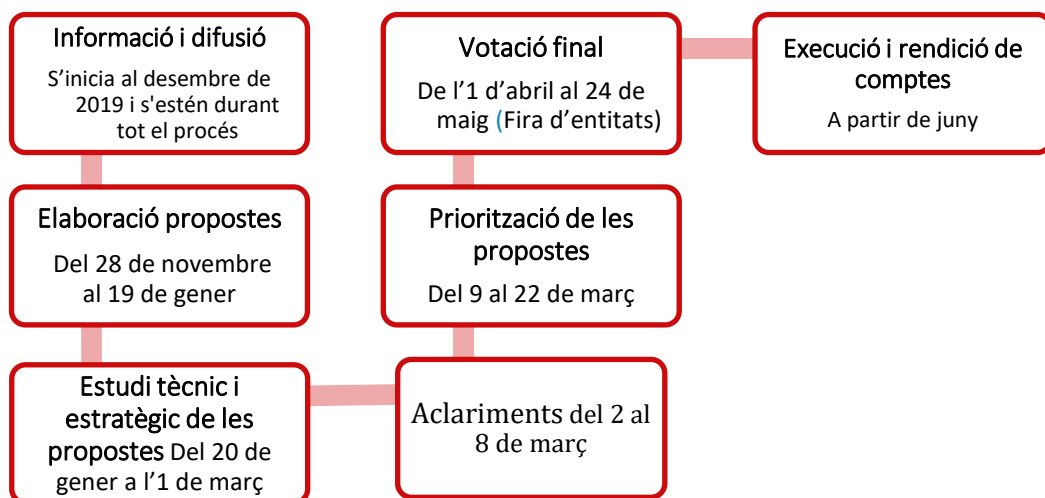 Informació i difusió
S'inicia al desembre de
2019 i s'estén durant
tot el procés
Elaboració propostes
Del 28 de novembre
al 19 de gener
Estudi tècnic i
estratègic de les
propostes Del 20 de
gener a l'1 de març
Aclariments del 2 al
8 de març
Priorització de les
propostes
Del 9 al 22 de març
Votació final
De l'1 d'abril al 24 de
maig (Fira d'entitats)
Execució i rendició de
comptes
A partir de juny